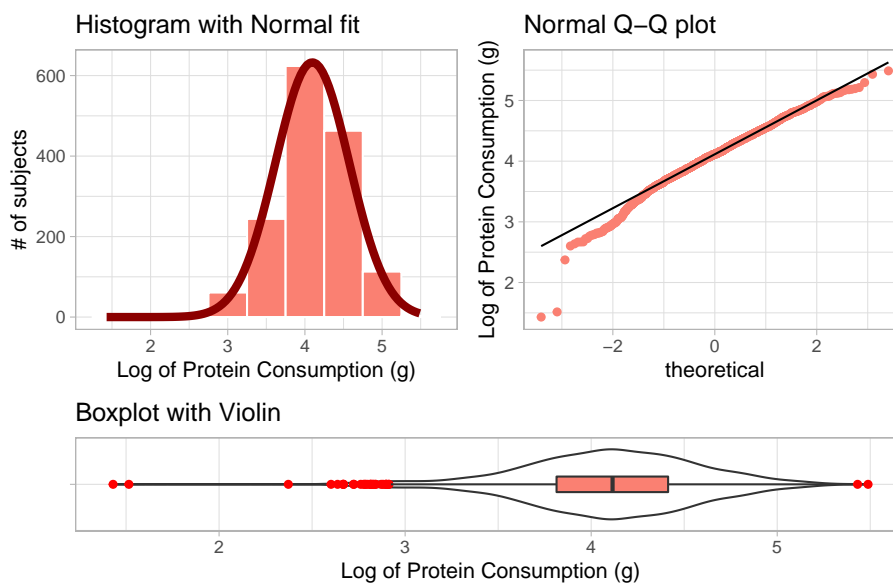 Histogram with Normal fit
# of subjects
600
400
200
0
2 3 4 5
Log of Protein Consumption (g)
Normal Q−Q plot
Log of Protein Consumption (g)
5
4
3
2
−2 0 2
theoretical
Boxplot with Violin
2 3 4 5
Log of Protein Consumption (g)